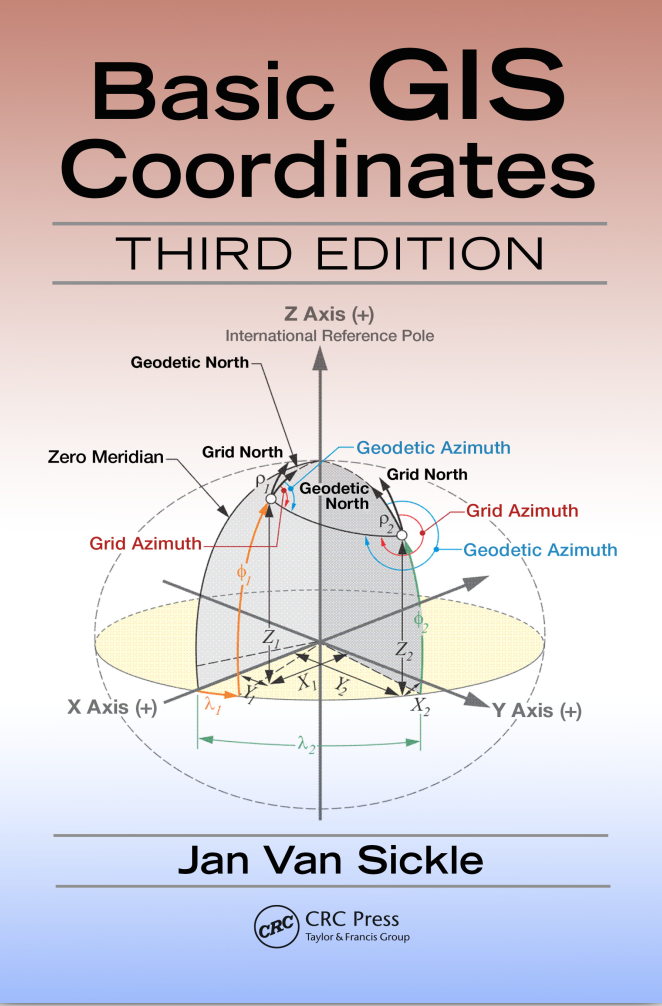 Basic GIS
Coordinates
THIRD EDITION
Z Axis (+)
International Reference Pole
Geodetic North
Zero Meridian
Grid North
Geodetic Azimuth
Grid North
ρ1
Geodetic
North
ρ2
Grid Azimuth
Grid Azimuth
Geodetic Azimuth
ϕ1
ϕ2
Z1
Z2
X Axis (+)
λ1
Y1
X1
Y2
X2
Y Axis (+)
λ2
Jan Van Sickle
CRC
CRC Press
Taylor & Francis Group